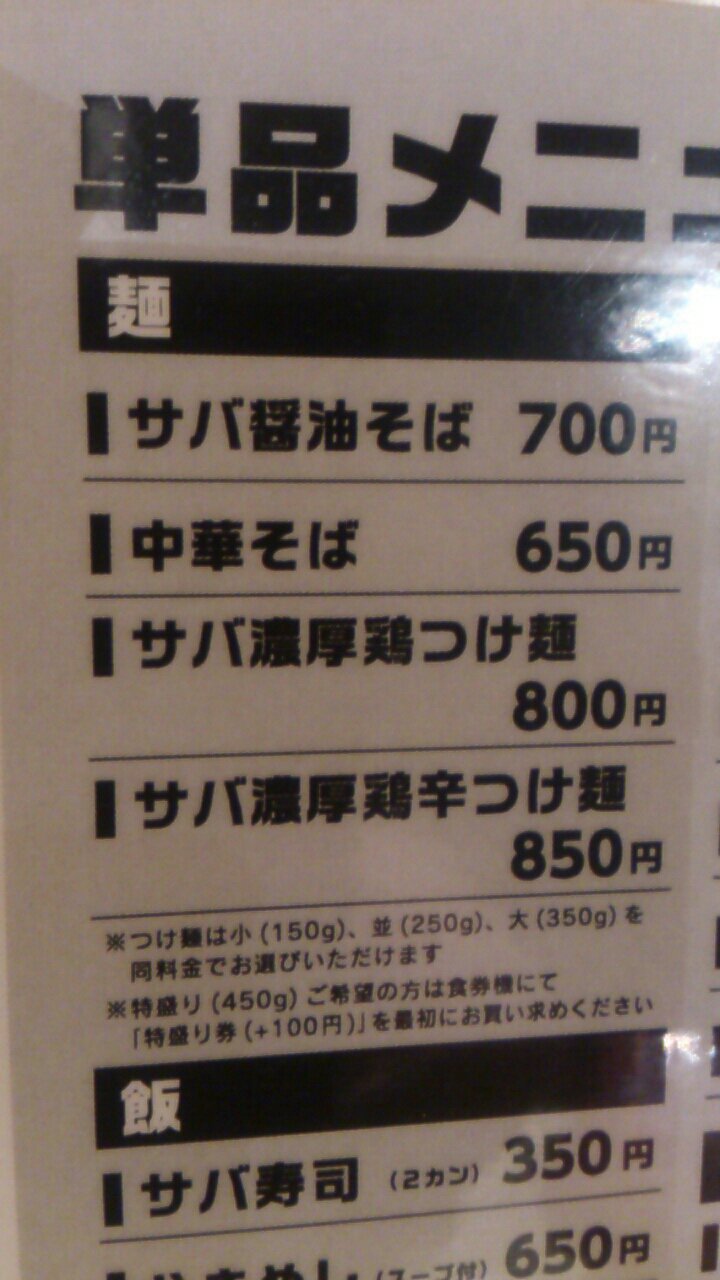 単品メニュ
麺
サバ醤油そば 700円
中華そば 650円
サバ濃厚鶏つけ麺
800円
サバ濃厚鶏辛つけ麺
850円
※つけ麺は小(150g)、並(250g)、大(350g)を
同料金でお選びいただけます
※特盛り(450g)ご希望の方は食券機にて
「特盛り券(+100円)」を最初にお買い求めください
飯
サバ寿司 (2カン) 350円
(スープ付) 650円